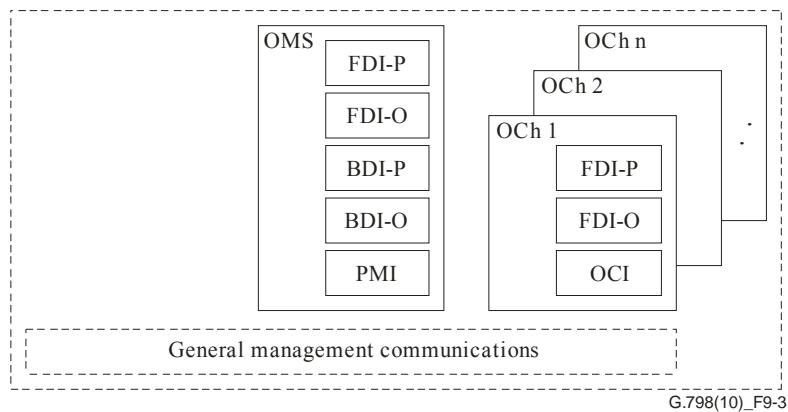 OMS
FDI-P
FDI-O
BDI-P
BDI-O
PMI
OCh n
OCh 2
OCh 1
FDI-P
FDI-O
OCI
General management communications
G.798(10)_F9-3